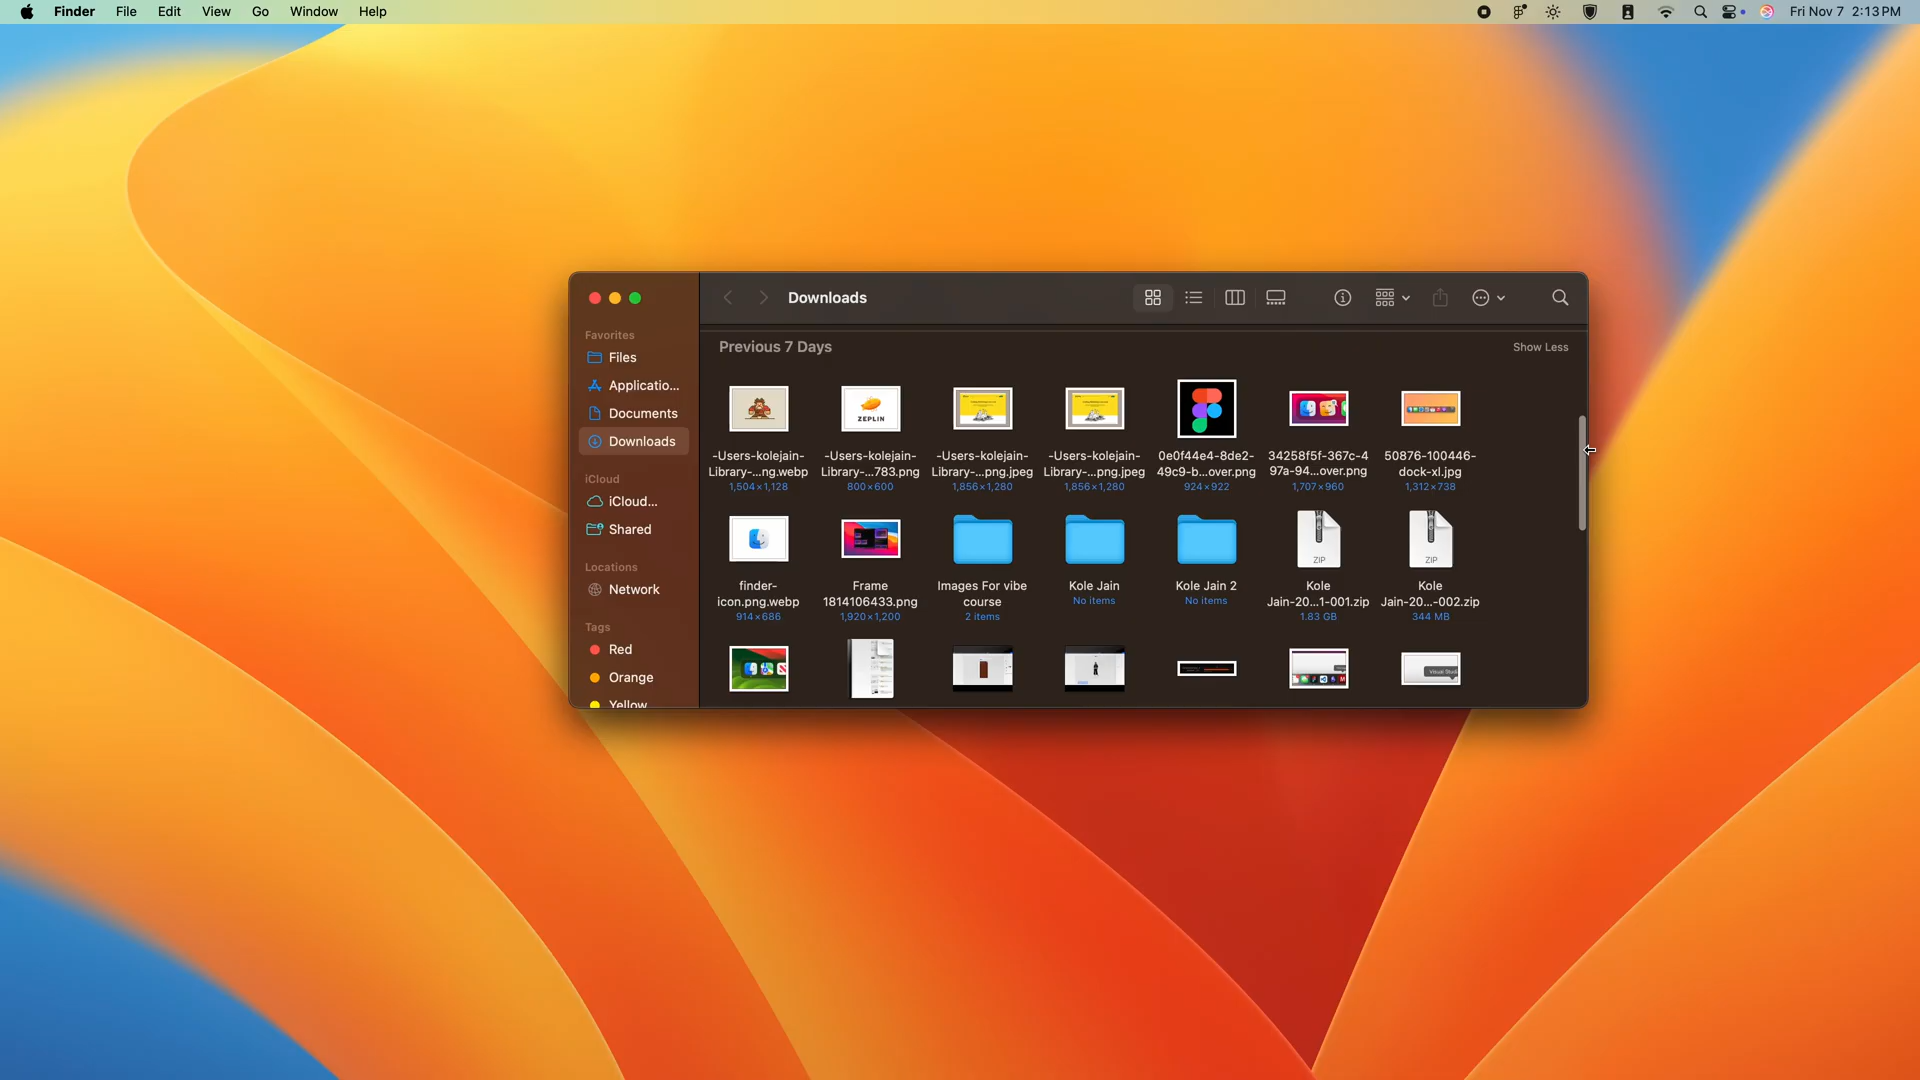 Finder File Edit View Go Window Help
Fri Nov 7 2:13 PM
Downloads
Favorites
Files
Applicatio...
Documents
Downloads
iCloud
iCloud...
Shared
Locations
Network
Tags
Red
Orange
Yellow
Previous 7 Days
Show Less
ZEPLIN
-Users-kolejain- -Users-kolejain- -Users-kolejain- -Users-kolejain- 0e0f44e4-8de2- 34258f5f-367c-4 50876-100446-
Library-...ng.webp Library-...783.png Library-...png.jpeg Library-...png.jpeg 49c9-b...over.png 97a-94...over.png dock-xl.jpg
1,504×1,128 800×600 1,856×1,280 1,856×1,280 924×922 1,707×960 1,312×738
ZIP ZIP
finder- Frame Images For vibe Kole Jain Kole Jain 2 Kole Kole
icon.png.webp 1814106433.png course No items No items Jain-20...1-001.zip Jain-20...-002.zip
914×686 1,920×1,200 2 items 1.83 GB 344 MB
Visual Stud